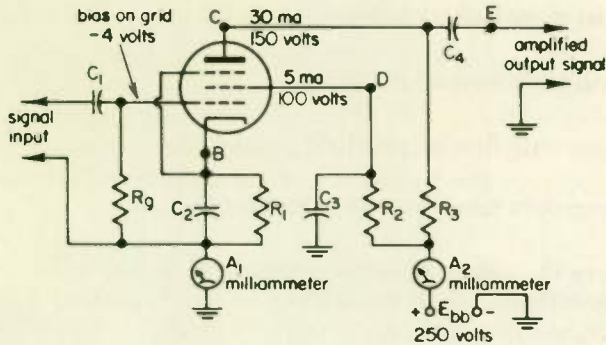 bias on grid
-4 volts
C
30 ma
150 volts
E
C4
amplified
output signal
C1
5 ma
100 volts
D
signal
input
B
Rg
C2
R1
C3
R2
R3
A1
milliammeter
A2
milliammeter
+ Ebb -
250 volts